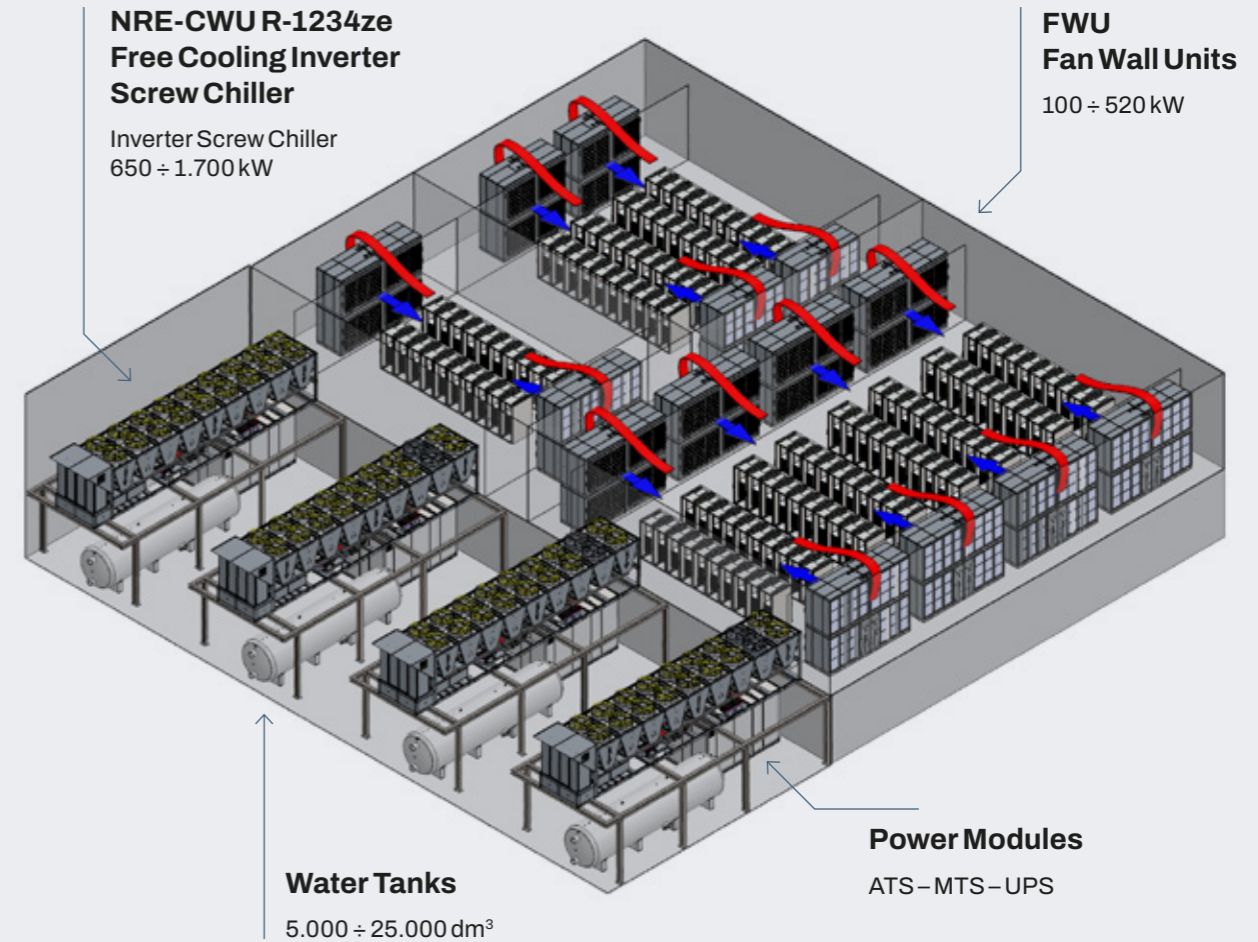 NRE-CWU R-1234ze
Free Cooling Inverter
Screw Chiller
Inverter Screw Chiller
650 ÷ 1.700 kW
FWU
Fan Wall Units
100 ÷ 520 kW
Water Tanks
5.000 ÷ 25.000 dm³
Power Modules
ATS – MTS – UPS